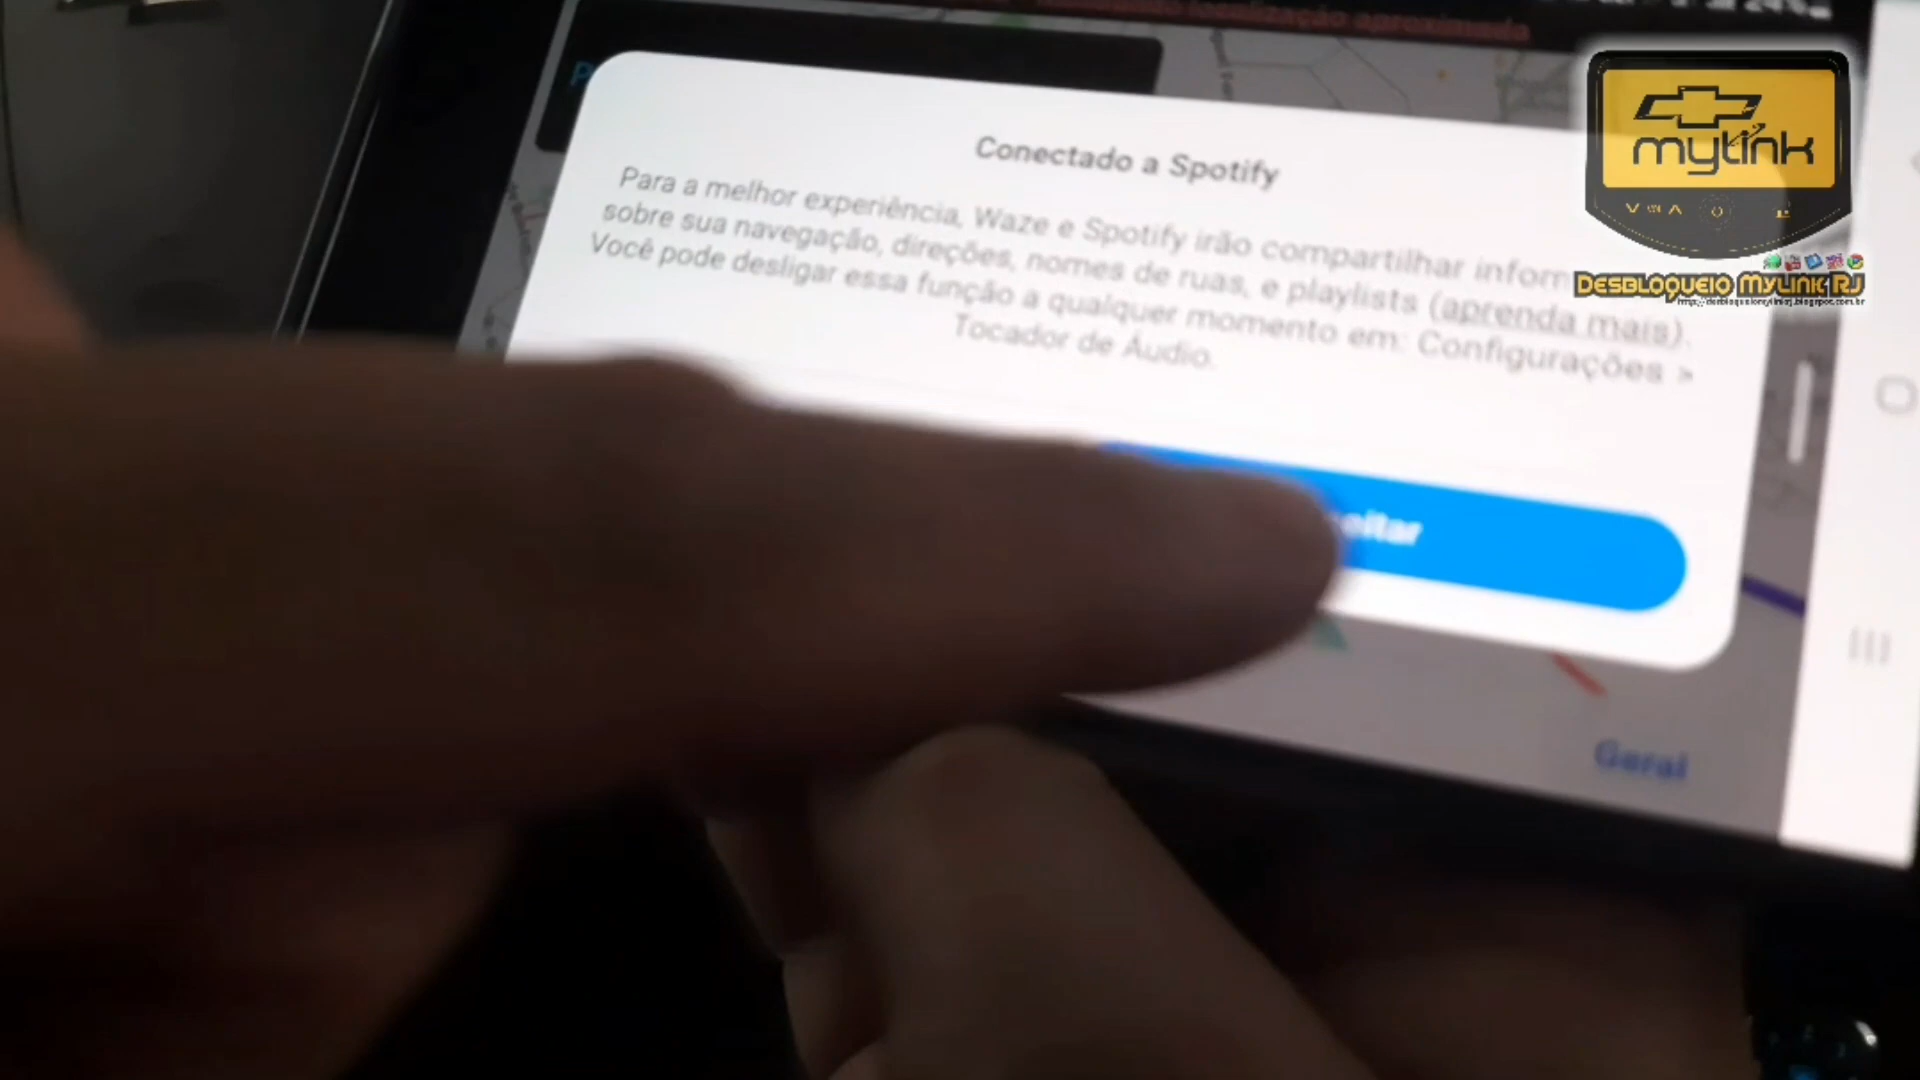 localização aproximada
Conectado a Spotify
Para a melhor experiência, Waze e Spotify irão compartilhar inform
sobre sua navegação, direções, nomes de ruas, e playlists (aprenda mais).
Você pode desligar essa função a qualquer momento em: Configurações >
Tocador de Áudio.
eitar
Geral
mylink
DESBLOQUEIO MYLINK RJ